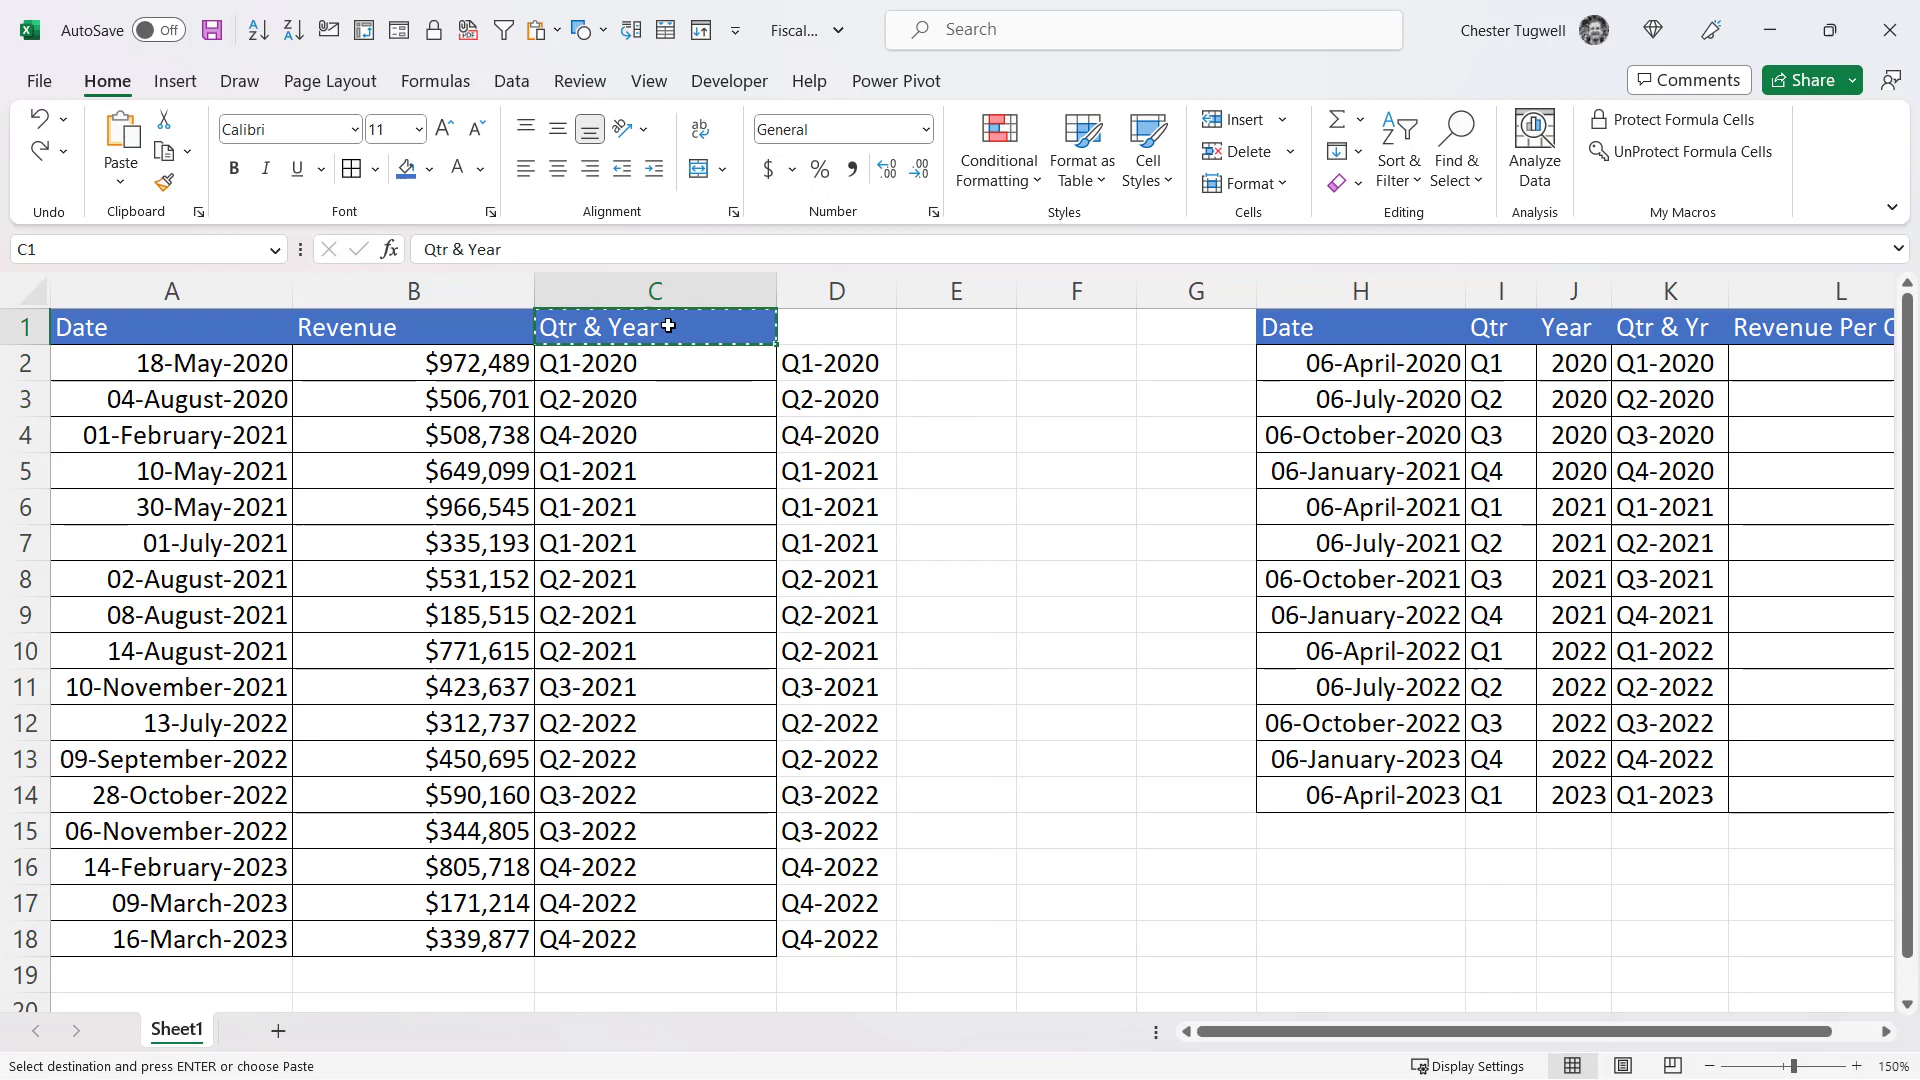 AutoSave Off Fiscal... Search Chester Tugwell
File Home Insert Draw Page Layout Formulas Data Review View Developer Help Power Pivot Comments Share
Calibri 11 General Insert Protect Formula Cells
Paste Conditional Formatting Format as Table Cell Styles Delete Sort & Filter Find & Select Analyze Data UnProtect Formula Cells
B I U $ % Format
Undo Clipboard Font Alignment Number Styles Cells Editing Analysis My Macros
C1 fx Qtr & Year
A B C D E F G H I J K L
1 Date Revenue Qtr & Year Date Qtr Year Qtr & Yr Revenue Per
2 18-May-2020 $972,489 Q1-2020 Q1-2020 06-April-2020 Q1 2020 Q1-2020
3 04-August-2020 $506,701 Q2-2020 Q2-2020 06-July-2020 Q2 2020 Q2-2020
4 01-February-2021 $508,738 Q4-2020 Q4-2020 06-October-2020 Q3 2020 Q3-2020
5 10-May-2021 $649,099 Q1-2021 Q1-2021 06-January-2021 Q4 2020 Q4-2020
6 30-May-2021 $966,545 Q1-2021 Q1-2021 06-April-2021 Q1 2021 Q1-2021
7 01-July-2021 $335,193 Q1-2021 Q1-2021 06-July-2021 Q2 2021 Q2-2021
8 02-August-2021 $531,152 Q2-2021 Q2-2021 06-October-2021 Q3 2021 Q3-2021
9 08-August-2021 $185,515 Q2-2021 Q2-2021 06-January-2022 Q4 2021 Q4-2021
10 14-August-2021 $771,615 Q2-2021 Q2-2021 06-April-2022 Q1 2022 Q1-2022
11 10-November-2021 $423,637 Q3-2021 Q3-2021 06-July-2022 Q2 2022 Q2-2022
12 13-July-2022 $312,737 Q2-2022 Q2-2022 06-October-2022 Q3 2022 Q3-2022
13 09-September-2022 $450,695 Q2-2022 Q2-2022 06-January-2023 Q4 2022 Q4-2022
14 28-October-2022 $590,160 Q3-2022 Q3-2022 06-April-2023 Q1 2023 Q1-2023
15 06-November-2022 $344,805 Q3-2022 Q3-2022
16 14-February-2023 $805,718 Q4-2022 Q4-2022
17 09-March-2023 $171,214 Q4-2022 Q4-2022
18 16-March-2023 $339,877 Q4-2022 Q4-2022
19
20
Sheet1
Select destination and press ENTER or choose Paste Display Settings 150%